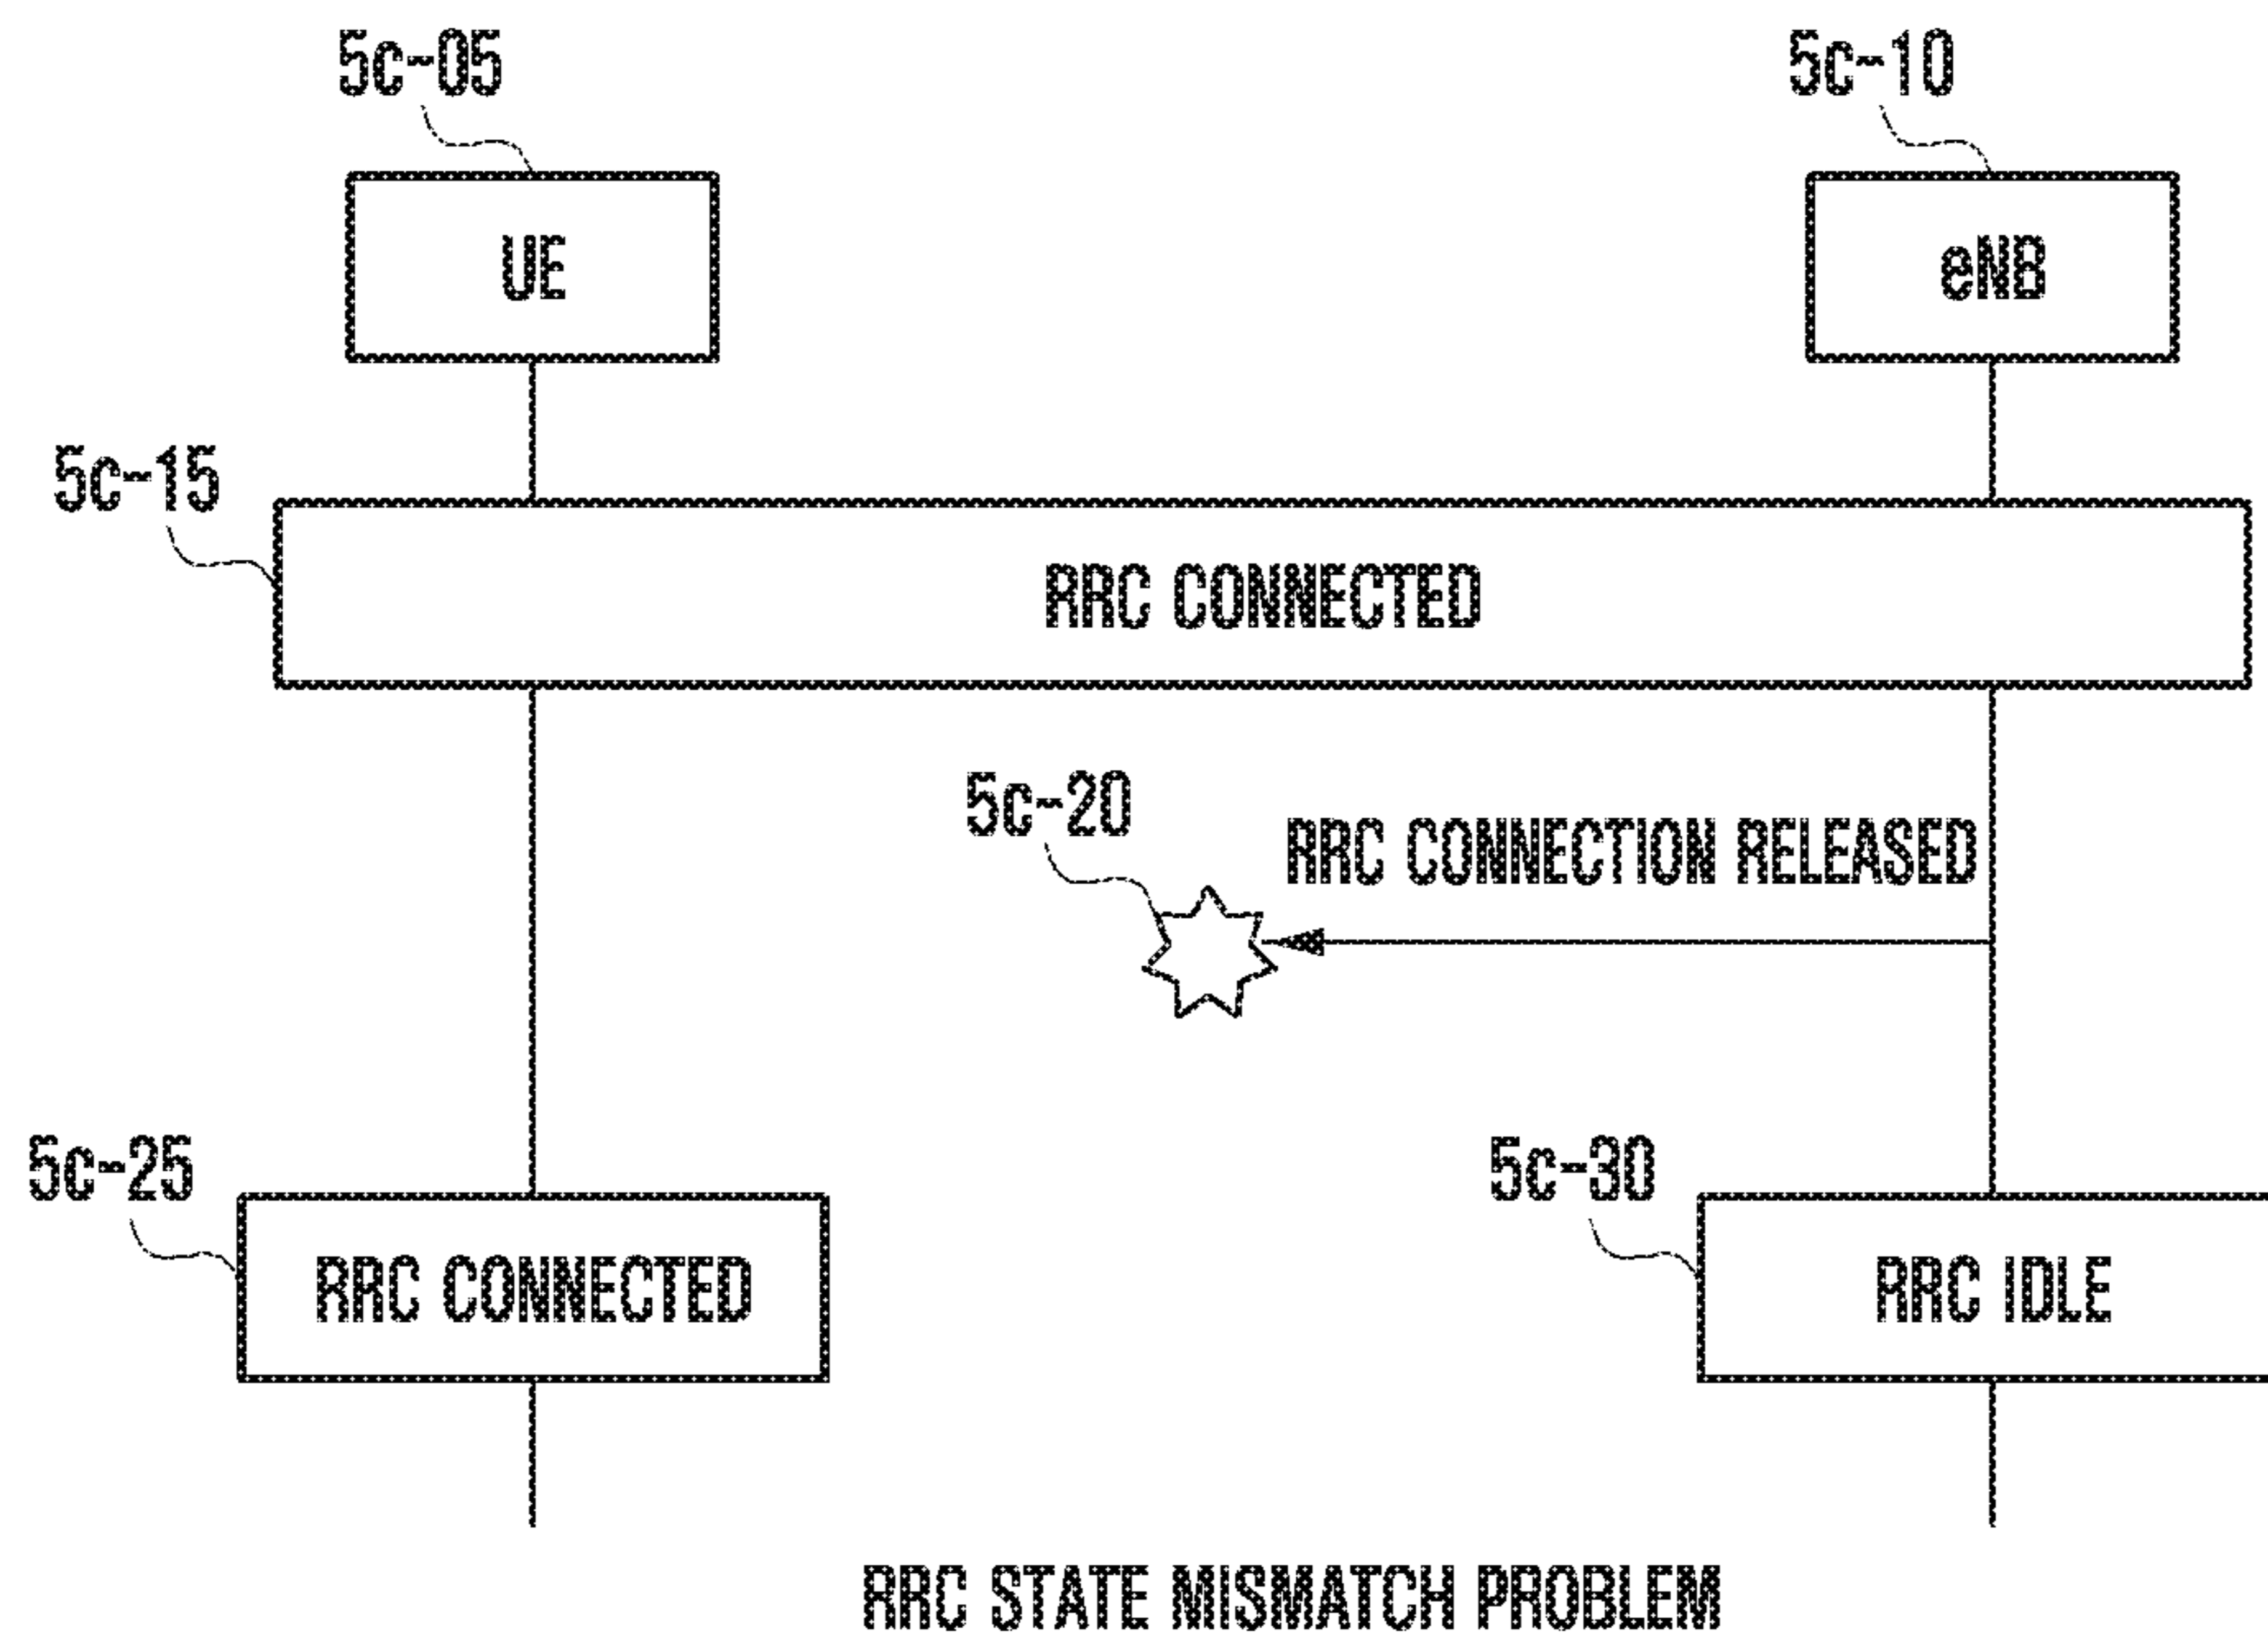 5c-05
5c-10
UE
eNB
5c-15
RRC CONNECTED
5c-20
RRC CONNECTION RELEASED
5c-25
5c-30
RRC CONNECTED
RRC IDLE
RRC STATE MISMATCH PROBLEM